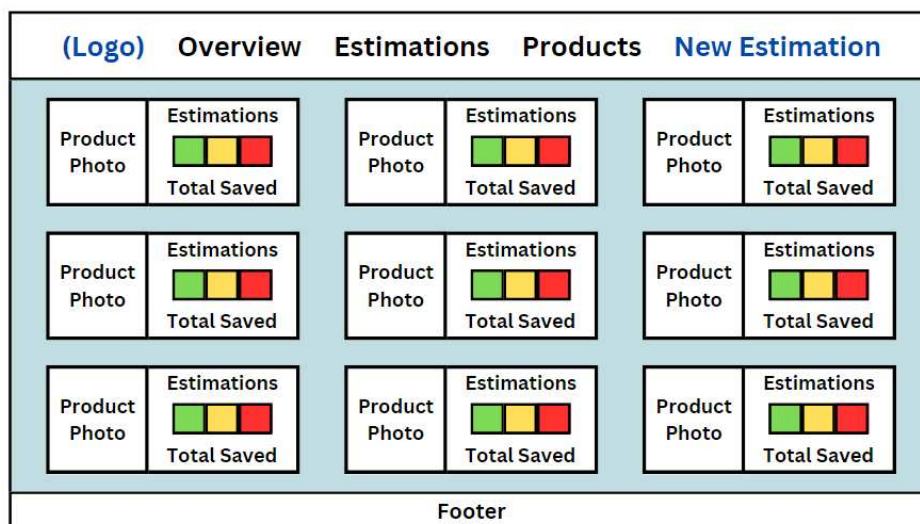 (Logo) Overview Estimations Products New Estimation
Product Photo
Estimations
Total Saved
Product Photo
Estimations
Total Saved
Product Photo
Estimations
Total Saved
Product Photo
Estimations
Total Saved
Product Photo
Estimations
Total Saved
Product Photo
Estimations
Total Saved
Product Photo
Estimations
Total Saved
Product Photo
Estimations
Total Saved
Product Photo
Estimations
Total Saved
Footer